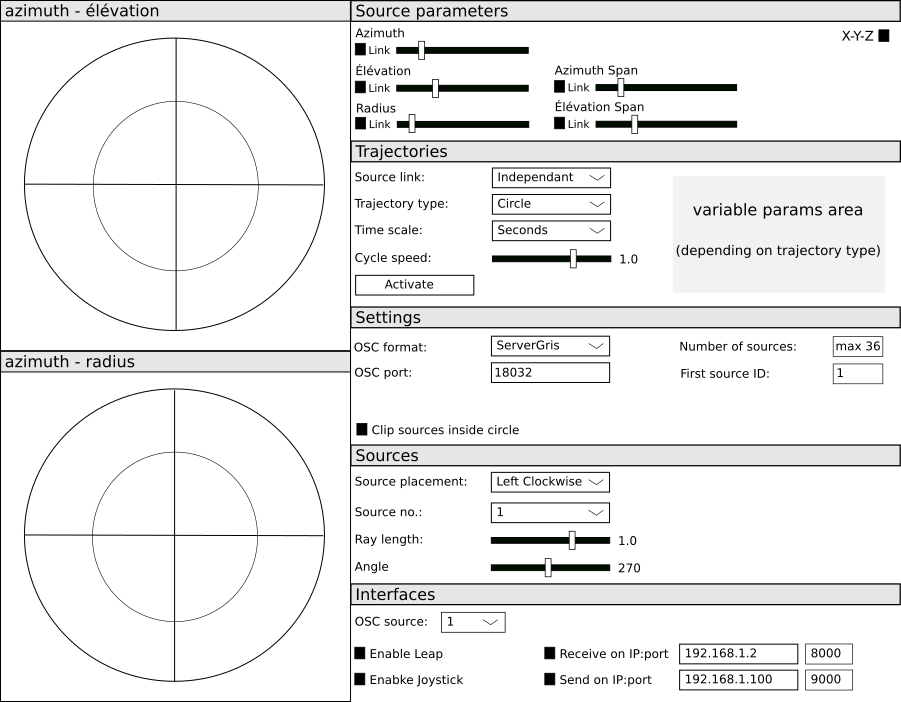 azimuth - élévation
azimuth - radius
Source parameters
Azimuth
X-Y-Z
Link
Élévation
Azimuth Span
Link
Link
Radius
Élévation Span
Link
Link
Trajectories
Source link:
Independant
Trajectory type:
Circle
Time scale:
Seconds
Cycle speed:
1.0
Activate
variable params area
(depending on trajectory type)
Settings
OSC format:
ServerGris
Number of sources:
max 36
OSC port:
18032
First source ID:
1
Clip sources inside circle
Sources
Source placement:
Left Clockwise
Source no.:
1
Ray length:
1.0
Angle
270
Interfaces
OSC source:
1
Enable Leap
Receive on IP:port
192.168.1.2
8000
Enabke Joystick
Send on IP:port
192.168.1.100
9000